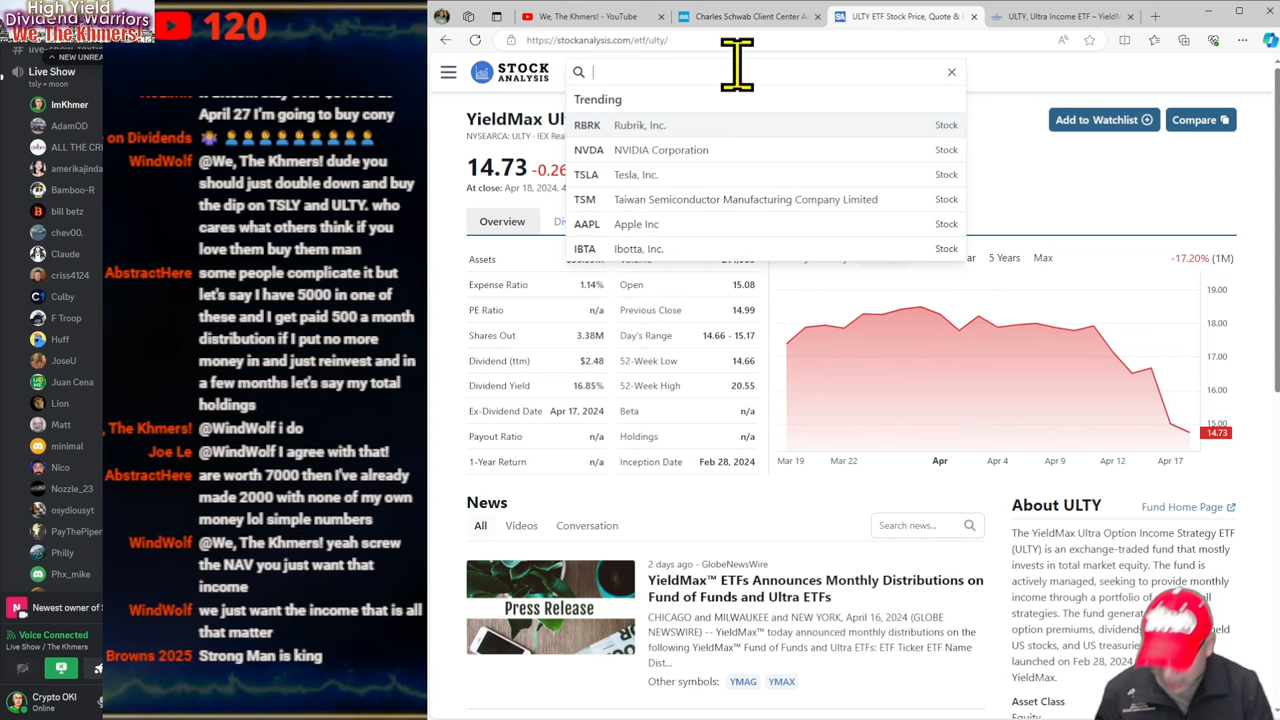 High Yield
Dividend Warriors
We, The Khmers!
NEW UNREA
Live Show
tsly = moon
ImKhmer
AdamOD
ALL THE CRI
amerikajinda
Bamboo-R
bill betz
chev00.
Claude
criss4124
Culby
F Troop
Huff
JoseU
Juan Cena
Lion
Matt
minimal
Nico
Nozzle_23
osydiousyt
PayThePiper
Philly
Phx_mike
Newest owner of S
Voice Connected
Live Show / The Khmers
Crypto OKI
Online
120
April 27 I'm going to buy cony
on Dividends
WindWolf @We, The Khmers! dude you
should just double down and buy
the dip on TSLY and ULTY. who
cares what others think if you
love them buy them man
AbstractHere some people complicate it but
let's say I have 5000 in one of
these and I get paid 500 a month
distribution if I put no more
money in and just reinvest and in
a few months let's say my total
holdings
, The Khmers! @WindWolf i do
Joe Le @WindWolf I agree with that!
AbstractHere are worth 7000 then I've already
made 2000 with none of my own
money lol simple numbers
WindWolf @We, The Khmers! yeah screw
the NAV you just want that
income
WindWolf we just want the income that is all
that matter
Browns 2025 Strong Man is king
We, The Khmers! - YouTube
Charles Schwab Client Center A
ULTY ETF Stock Price, Quote &
ULTY, Ultra Income ETF – YieldM
https://stockanalysis.com/etf/ulty/
STOCK
ANALYSIS
Trending
RBRK Rubrik, Inc. Stock
NVDA NVIDIA Corporation Stock
TSLA Tesla, Inc. Stock
TSM Taiwan Semiconductor Manufacturing Company Limited Stock
AAPL Apple Inc Stock
IBTA Ibotta, Inc. Stock
YieldMax Ul
NYSEARCA: ULTY · IEX Rea
14.73 -0.26
At close: Apr 18, 2024, 4
Add to Watchlist
Compare
Overview
Assets
Expense Ratio 1.14% Open 15.08
PE Ratio n/a Previous Close 14.99
Shares Out 3.38M Day's Range 14.66 - 15.17
Dividend (ttm) $2.48 52-Week Low 14.66
Dividend Yield 16.85% 52-Week High 20.55
Ex-Dividend Date Apr 17, 2024 Beta n/a
Payout Ratio n/a Holdings n/a
1-Year Return n/a Inception Date Feb 28, 2024
ar 5 Years Max -17.20% (1M)
19.00
18.00
17.00
16.00
15.00
14.73
Mar 19 Mar 22 Apr Apr 4 Apr 9 Apr 12 Apr 17
News
All Videos Conversation
Search news...
Press Release
2 days ago - GlobeNewsWire
YieldMax™ ETFs Announces Monthly Distributions on
Fund of Funds and Ultra ETFs
CHICAGO and MILWAUKEE and NEW YORK, April 16, 2024 (GLOBE
NEWSWIRE) -- YieldMax™ today announced monthly distributions on the
following YieldMax™ Fund of Funds and Ultra ETFs: ETF Ticker ETF Name
Dist...
Other symbols: YMAG YMAX
About ULTY
Fund Home Page
The YieldMax Ultra Option Income Strategy ETF
(ULTY) is an exchange-traded fund that mostly
invests in total market equity. The fund is
actively managed, seeking to provide monthly
income through a portfolio of
The fund gener
option premiums, dividends
US stocks, and US treasurie
launched on Feb 28, 2024
YieldMax.
Asset Class
Equity